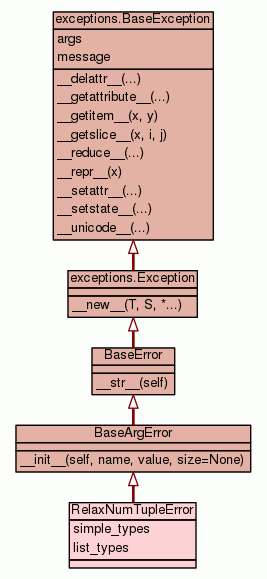 exceptions.BaseException
args
message
__delattr__(...)
__getattribute__(...)
__getitem__(x, y)
__getslice__(x, i, j)
__reduce__(...)
__repr__(x)
__setattr__(...)
__setstate__(...)
__unicode__(...)
exceptions.Exception
__new__(T, S, *...)
BaseError
__str__(self)
BaseArgError
__init__(self, name, value, size=None)
RelaxNumTupleError
simple_types
list_types